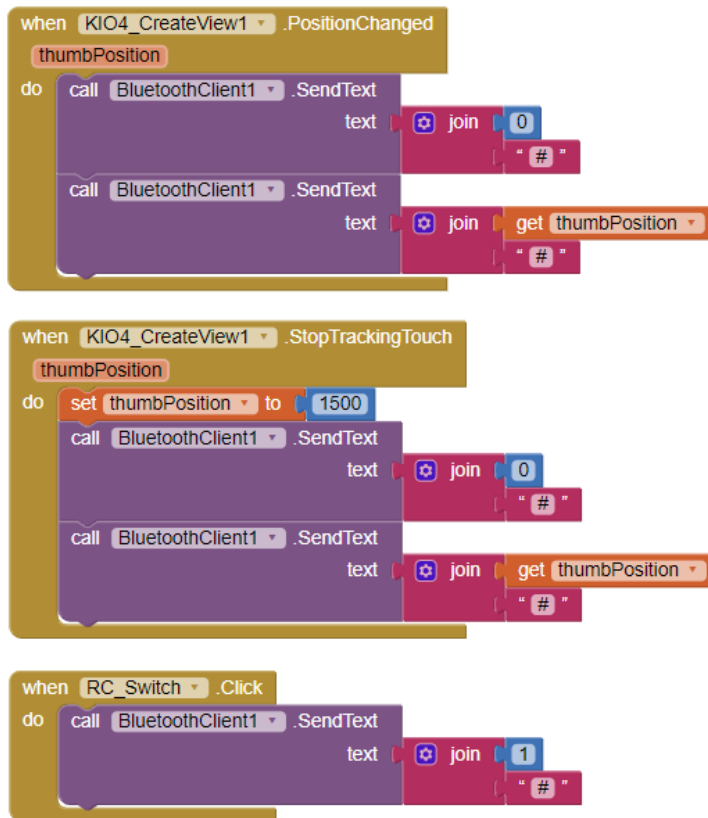 when KIO4_CreateView1 .PositionChanged
thumbPosition
do call BluetoothClient1 .SendText
text join 0
" # "
call BluetoothClient1 .SendText
text join get thumbPosition
" # "
when KIO4_CreateView1 .StopTrackingTouch
thumbPosition
do set thumbPosition to 1500
call BluetoothClient1 .SendText
text join 0
" # "
call BluetoothClient1 .SendText
text join get thumbPosition
" # "
when RC_Switch .Click
do call BluetoothClient1 .SendText
text join 1
" # "